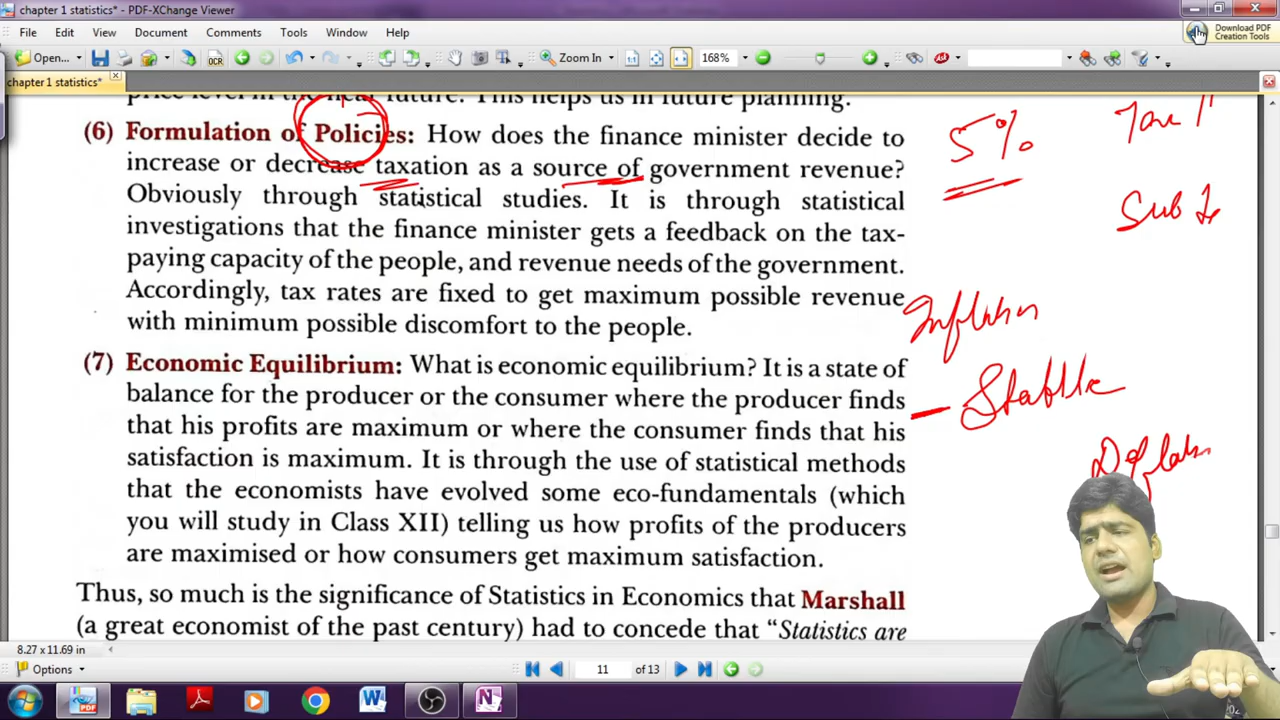 chapter 1 statistics* - PDF-XChange Viewer
File Edit View Document Comments Tools Window Help
Download PDF
Creation Tools
Open... OCR Zoom In 168%
chapter 1 statistics*
price level in the near future. This helps us in future planning.
(6) Formulation of Policies: How does the finance minister decide to
increase or decrease taxation as a source of government revenue?
Obviously through statistical studies. It is through statistical
investigations that the finance minister gets a feedback on the tax-
paying capacity of the people, and revenue needs of the government.
Accordingly, tax rates are fixed to get maximum possible revenue
with minimum possible discomfort to the people.
(7) Economic Equilibrium: What is economic equilibrium? It is a state of
balance for the producer or the consumer where the producer finds
that his profits are maximum or where the consumer finds that his
satisfaction is maximum. It is through the use of statistical methods
that the economists have evolved some eco-fundamentals (which
you will study in Class XII) telling us how profits of the producers
are maximised or how consumers get maximum satisfaction.
Thus, so much is the significance of Statistics in Economics that Marshall
(a great economist of the past century) had to concede that “Statistics are
5%
Sub
Inflation
Deflation
8.27 x 11.69 in
Options 11 of 13